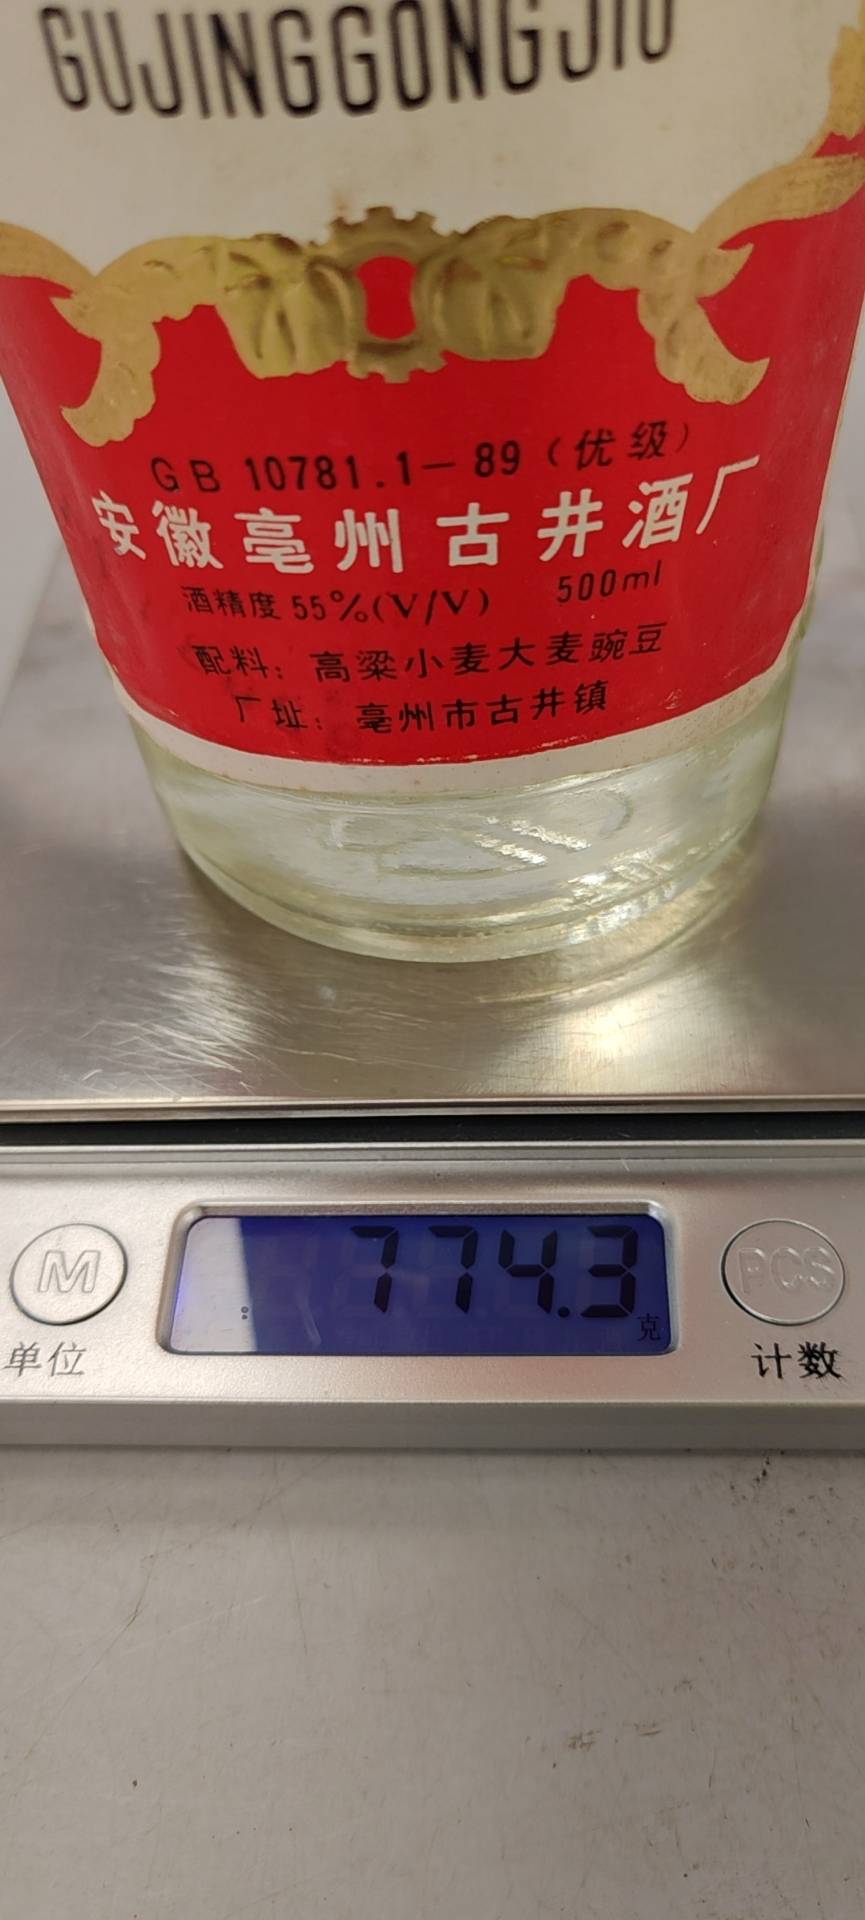 GUJINGGONGJIU
GB 10781.1－89（优级）
安徽亳州古井酒厂
酒精度55%(V/V) 500ml
配料：高粱小麦大麦豌豆
厂址：亳州市古井镇
774.3
克
M
PCS
单位
计数